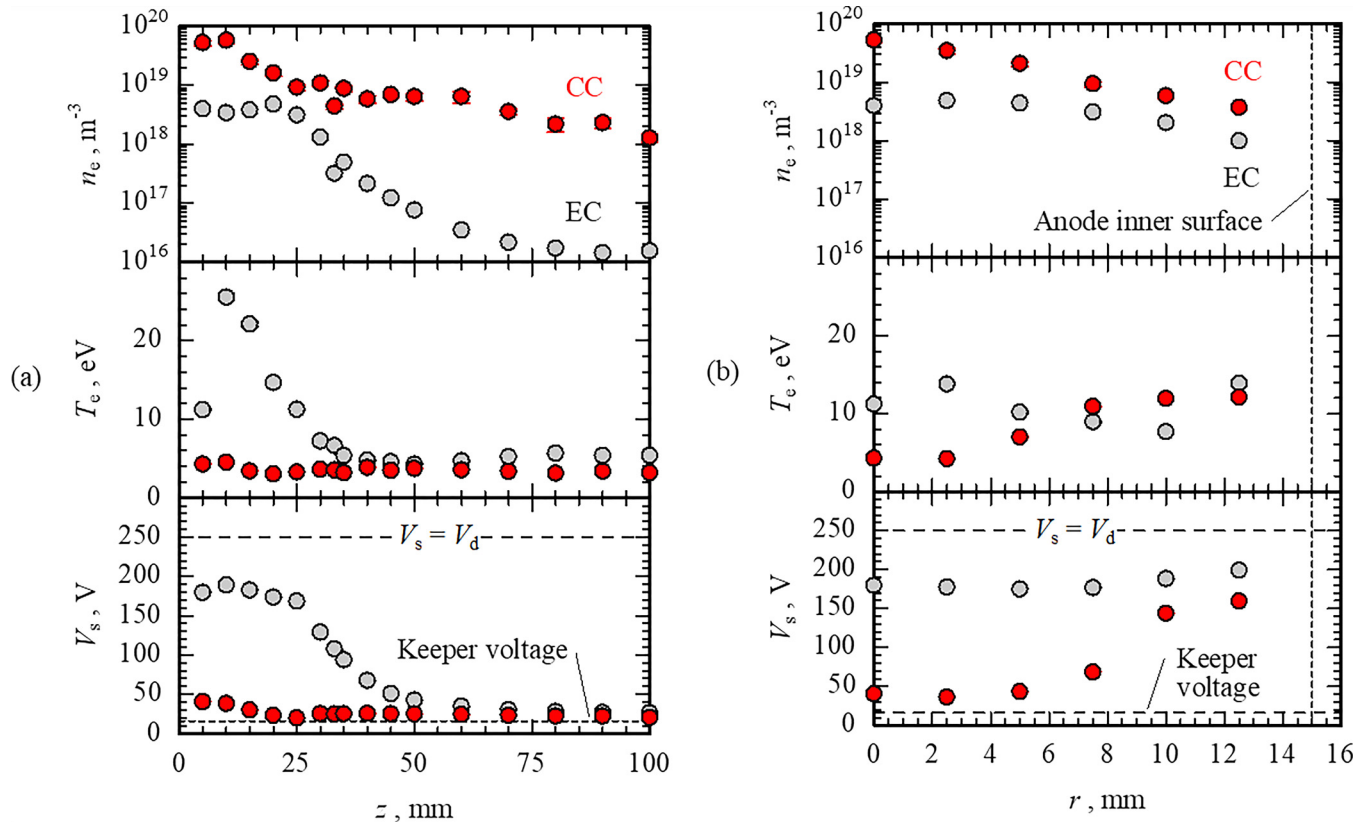 (a)
10^20
10^19
10^18
10^17
10^16
n_e , m^-3
CC
EC
20
10
0
T_e , eV
250
200
150
100
50
0
V_s, V
V_s = V_d
Keeper voltage
0 25 50 75 100
z , mm
(b)
10^20
10^19
10^18
10^17
10^16
n_e , m^-3
CC
EC
Anode inner surface
20
10
0
T_e , eV
250
200
150
100
50
0
V_s, V
V_s = V_d
Keeper
voltage
0 2 4 6 8 10 12 14 16
r , mm